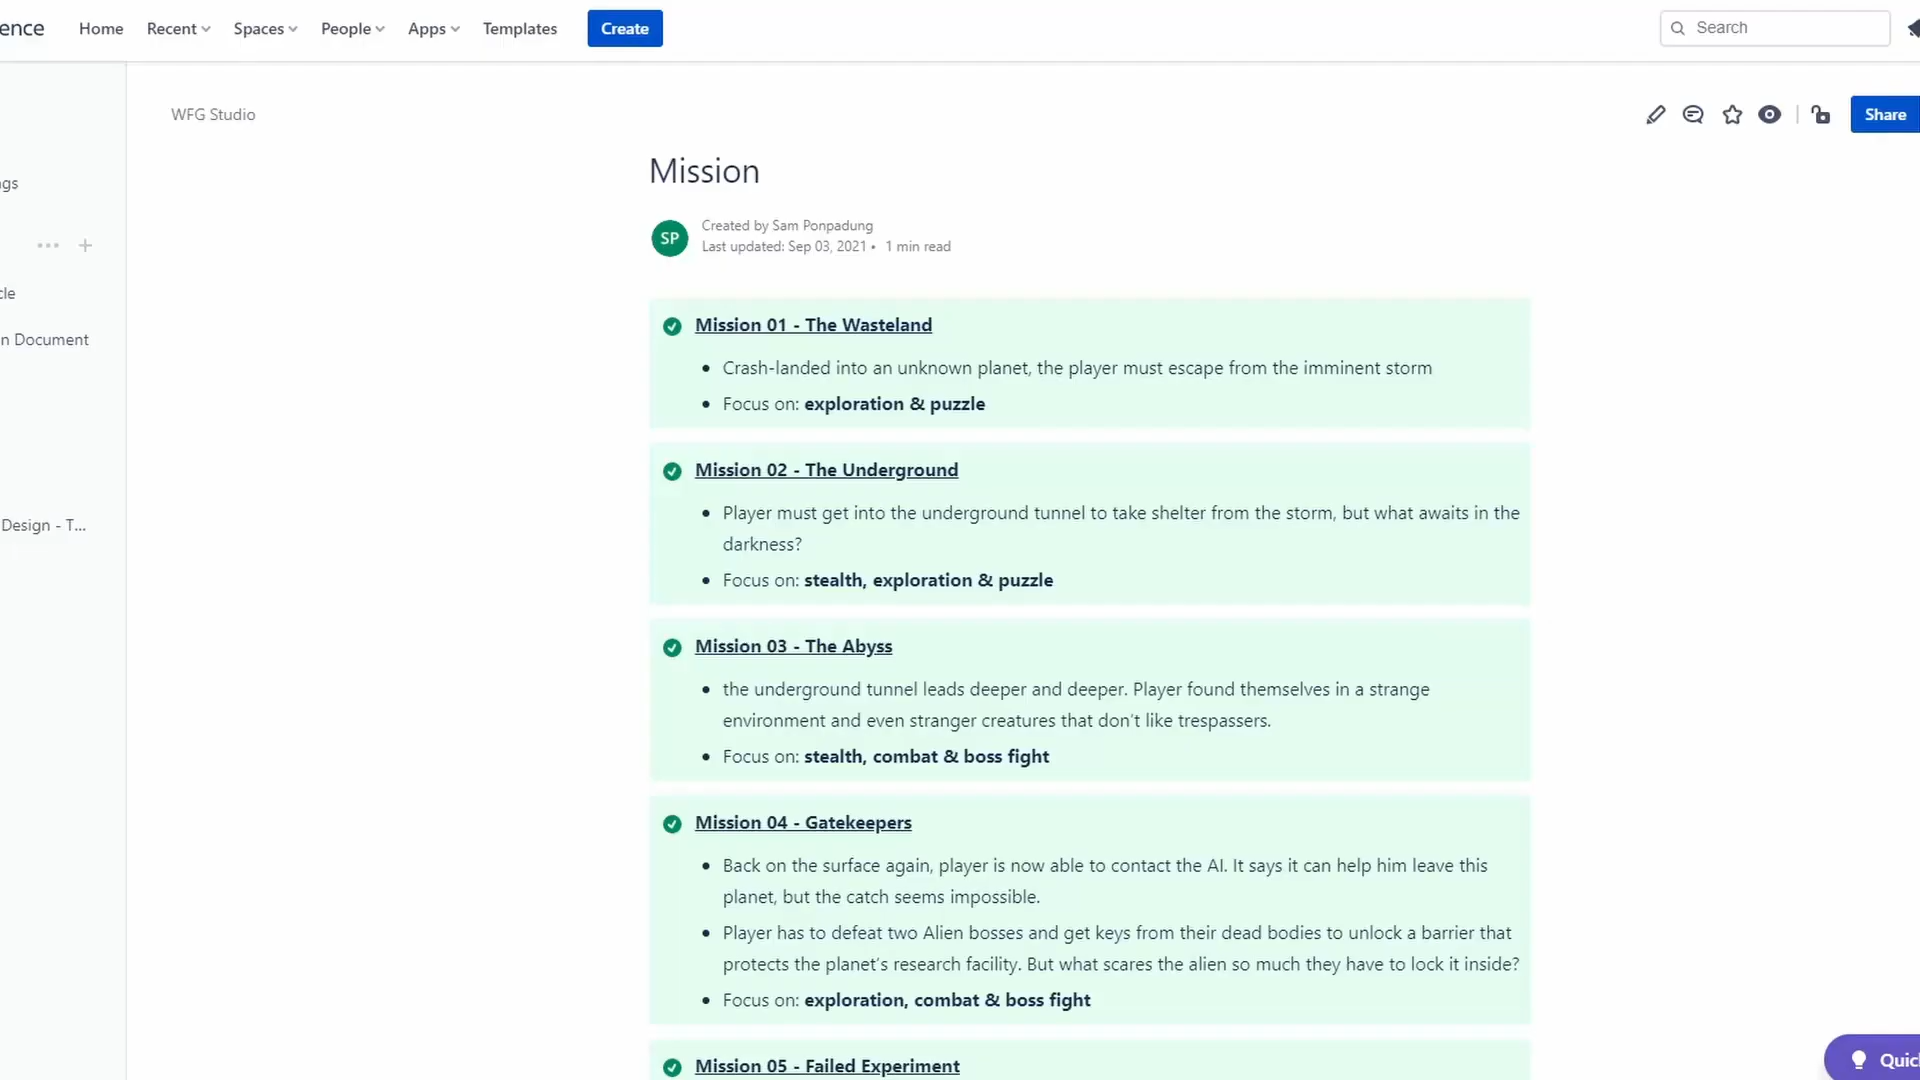 ence Home Recent Spaces People Apps Templates Create Search
WFG Studio
Share
Mission
ngs
SP
Created by Sam Ponpadung
Last updated: Sep 03, 2021 • 1 min read
cle
n Document
Design - T...
Mission 01 - The Wasteland
• Crash-landed into an unknown planet, the player must escape from the imminent storm
• Focus on: exploration & puzzle
Mission 02 - The Underground
• Player must get into the underground tunnel to take shelter from the storm, but what awaits in the
darkness?
• Focus on: stealth, exploration & puzzle
Mission 03 - The Abyss
• the underground tunnel leads deeper and deeper. Player found themselves in a strange
environment and even stranger creatures that don't like trespassers.
• Focus on: stealth, combat & boss fight
Mission 04 - Gatekeepers
• Back on the surface again, player is now able to contact the AI. It says it can help him leave this
planet, but the catch seems impossible.
• Player has to defeat two Alien bosses and get keys from their dead bodies to unlock a barrier that
protects the planet's research facility. But what scares the alien so much they have to lock it inside?
• Focus on: exploration, combat & boss fight
Mission 05 - Failed Experiment
Quic